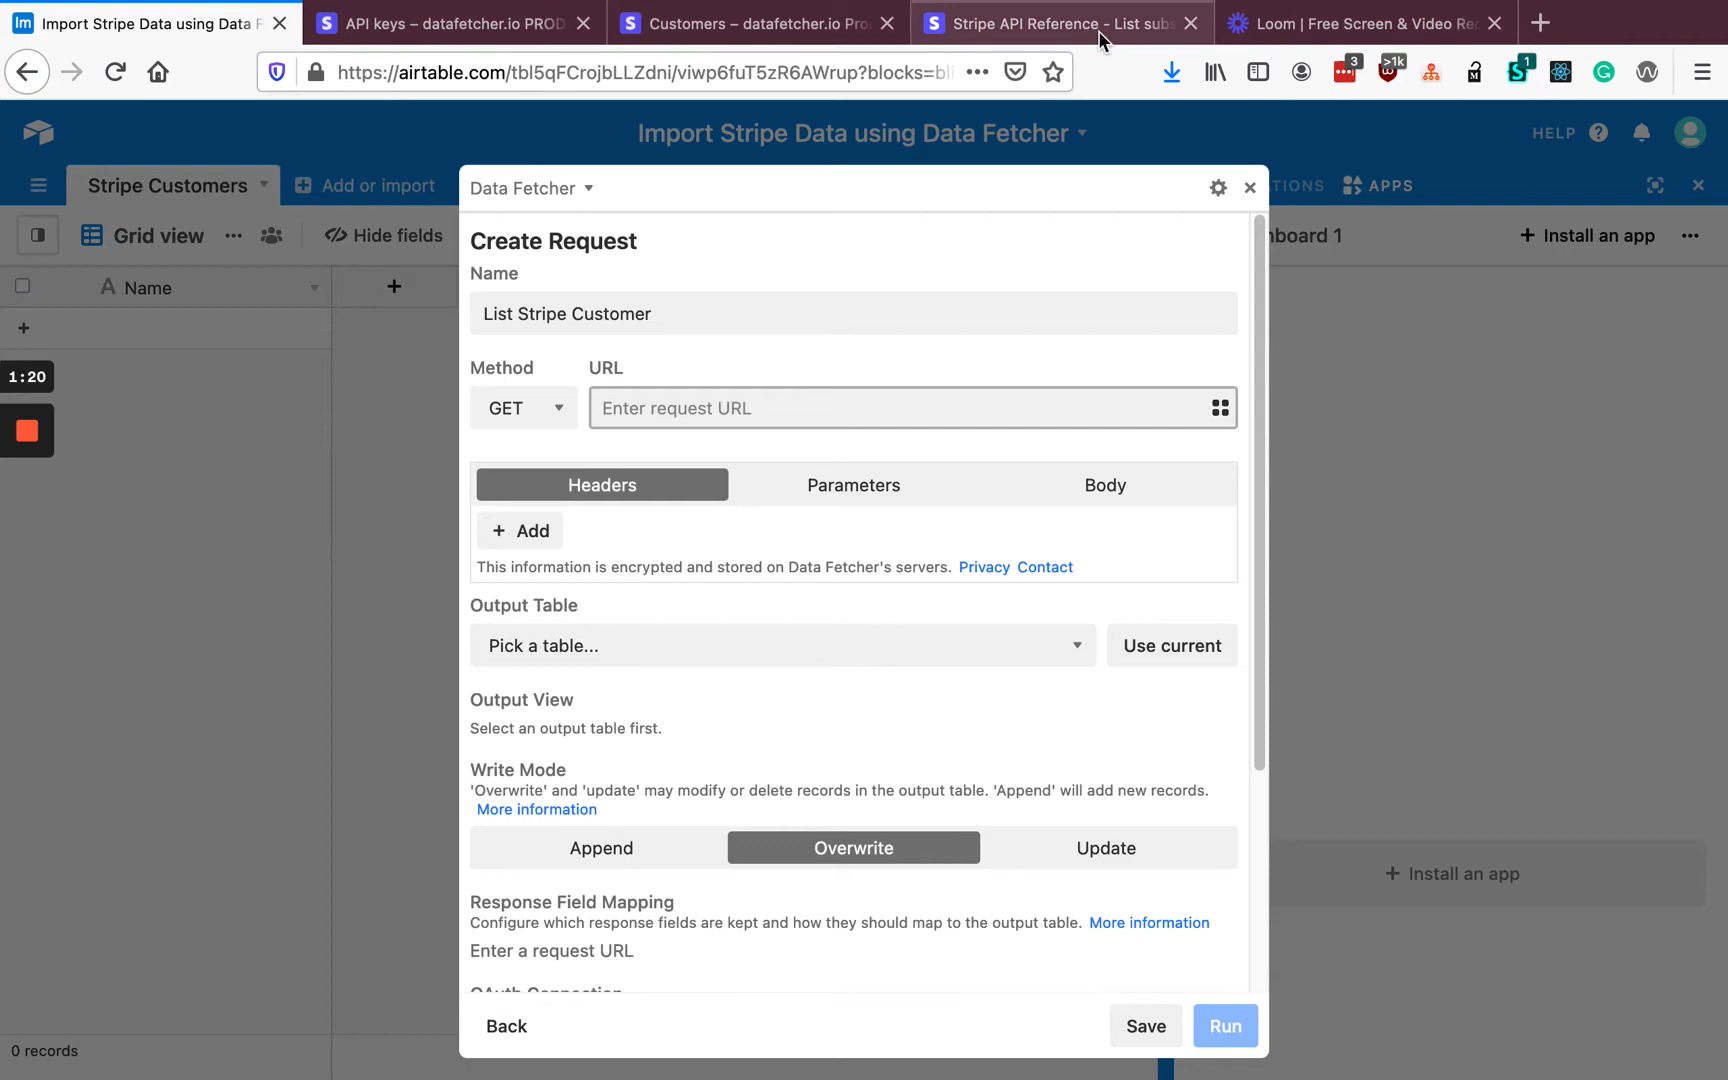 Import Stripe Data using Data F
API keys – datafetcher.io PROD
Customers – datafetcher.io Pro
Stripe API Reference - List subs
Loom | Free Screen & Video Rec
https://airtable.com/tbl5qFCrojbLLZdni/viwp6fuT5zR6AWrup?blocks=bli
3
>1k
1
Import Stripe Data using Data Fetcher
HELP
Stripe Customers
Add or import
Data Fetcher
TIONS
APPS
Grid view
Hide fields
Create Request
hboard 1
Install an app
Name
Name
List Stripe Customer
1:20
Method
URL
GET
Enter request URL
Headers
Parameters
Body
+ Add
This information is encrypted and stored on Data Fetcher's servers. Privacy Contact
Output Table
Pick a table...
Use current
Output View
Select an output table first.
Write Mode
'Overwrite' and 'update' may modify or delete records in the output table. 'Append' will add new records.
More information
Append
Overwrite
Update
+ Install an app
Response Field Mapping
Configure which response fields are kept and how they should map to the output table. More information
Enter a request URL
OAuth Connection
Back
Save
Run
0 records